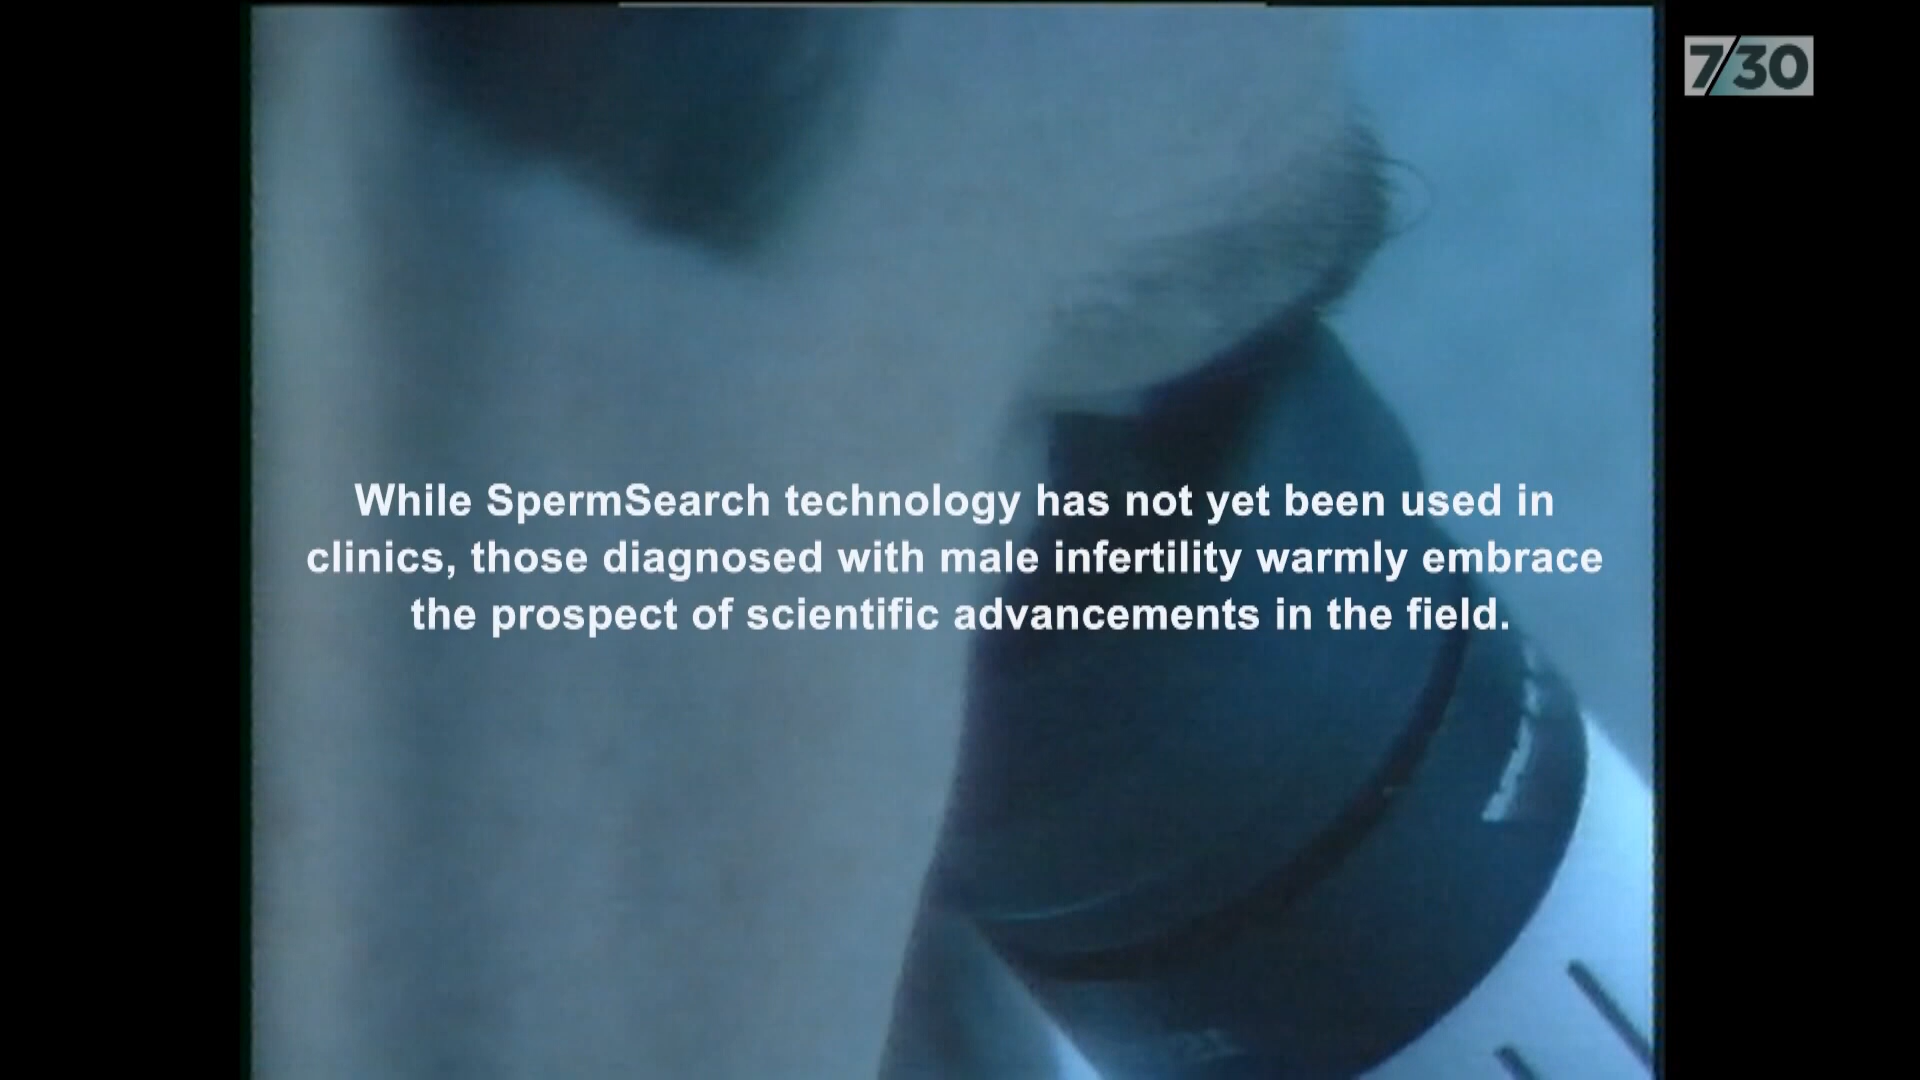 7/30
While SpermSearch technology has not yet been used in
clinics, those diagnosed with male infertility warmly embrace
the prospect of scientific advancements in the field.